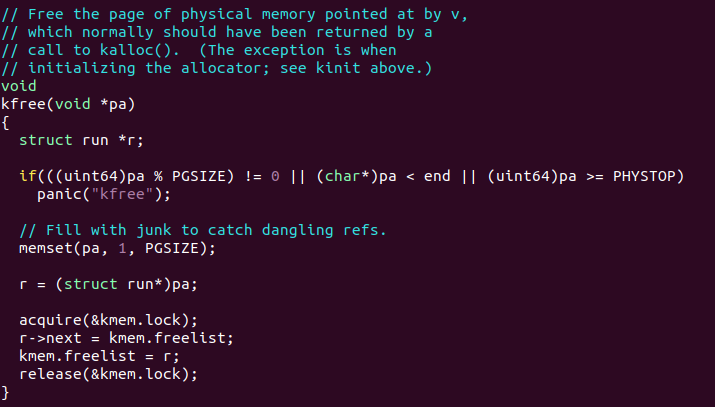 // Free the page of physical memory pointed at by v,
// which normally should have been returned by a
// call to kalloc().  (The exception is when
// initializing the allocator; see kinit above.)
void
kfree(void *pa)
{
  struct run *r;

  if(((uint64)pa % PGSIZE) != 0 || (char*)pa < end || (uint64)pa >= PHYSTOP)
    panic("kfree");

  // Fill with junk to catch dangling refs.
  memset(pa, 1, PGSIZE);

  r = (struct run*)pa;

  acquire(&kmem.lock);
  r->next = kmem.freelist;
  kmem.freelist = r;
  release(&kmem.lock);
}